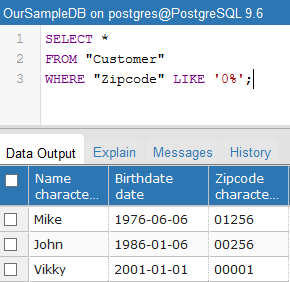 OurSampleDB on postgres@PostgreSQL 9.6
1 SELECT *
2 FROM "Customer"
3 WHERE "Zipcode" LIKE '0%';
Data Output Explain Messages History
Name Birthdate Zipcode
characte... date characte...
Mike 1976-06-06 01256
John 1986-01-06 00256
Vikky 2001-01-01 00001